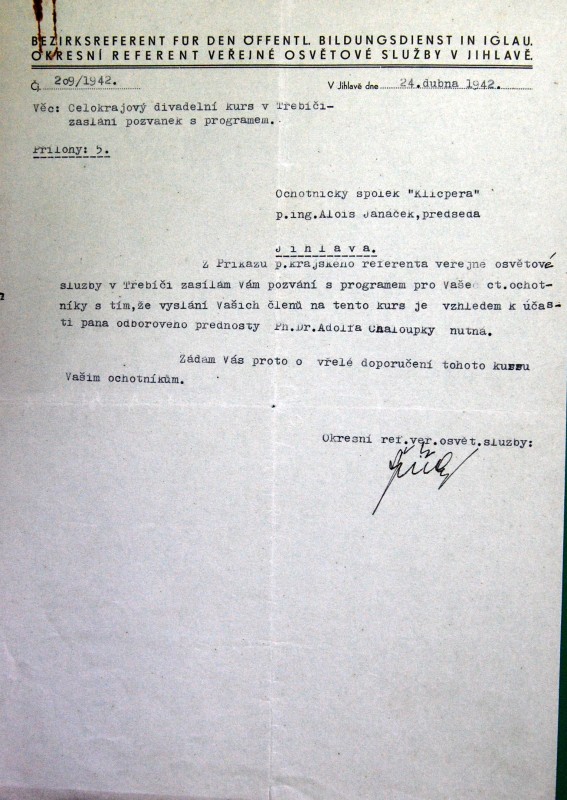 BEZIRKSREFERENT FÜR DEN ÖFFENTL. BILDUNGSDIENST IN IGLAU.
OKRESNÍ REFERENT VEŘEJNÉ OSVĚTOVÉ SLUŽBY V JIHLAVĚ.
Č. 209/1942. V Jihlavě dne 24.dubna 1942.
Věc: Celokrajový divadelní kurs v Třebíči-
zaslání pozvánek s programem.
Přílohy: 5.
Ochotnický spolek "Klicpera"
p.ing.Alois Janáček,předseda
J i h l a v a.
Z Příkazu p.krajského referenta veřejné osvětové
služby v Třebíči zasílám Vám pozvání s programem pro Vaše ct.ochot-
níky s tím,že vyslání Vašich členů na tento kurs je vzhledem k účas-
ti pana odborového přednosty Ph.Dr.Adolfa Chaloupky nutná.
Žádám Vás proto o vřelé doporučení tohoto kursu
Vašim ochotníkům.
Okresní ref.veř.osvět.služby: